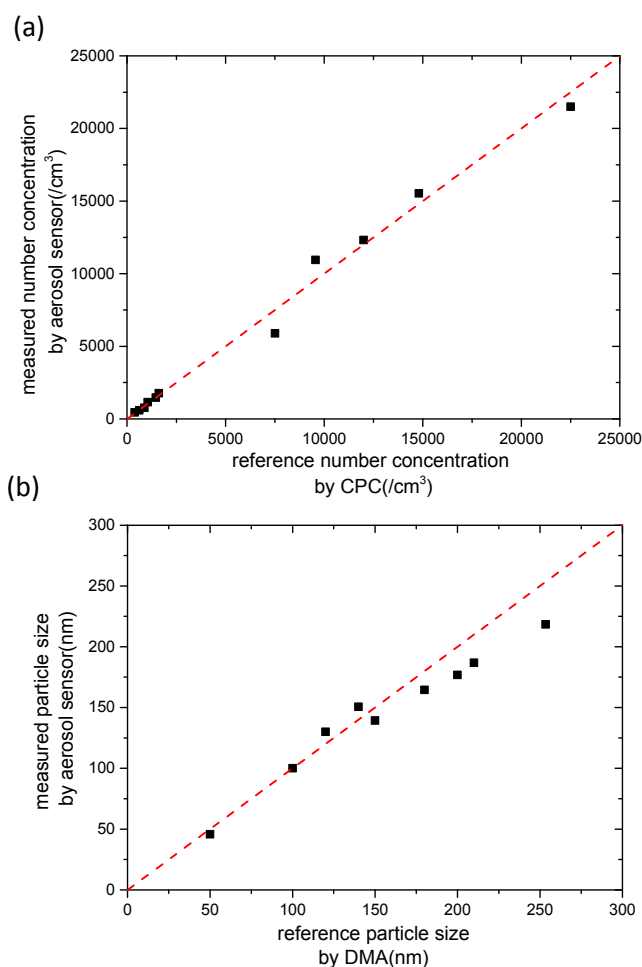 (a)
25000
20000
15000
10000
5000
0
measured number concentration
by aerosol sensor(/cm³)
0 5000 10000 15000 20000 25000
reference number concentration
by CPC(/cm³)
(b)
300
250
200
150
100
50
0
measured particle size
by aerosol sensor(nm)
0 50 100 150 200 250 300
reference particle size
by DMA(nm)